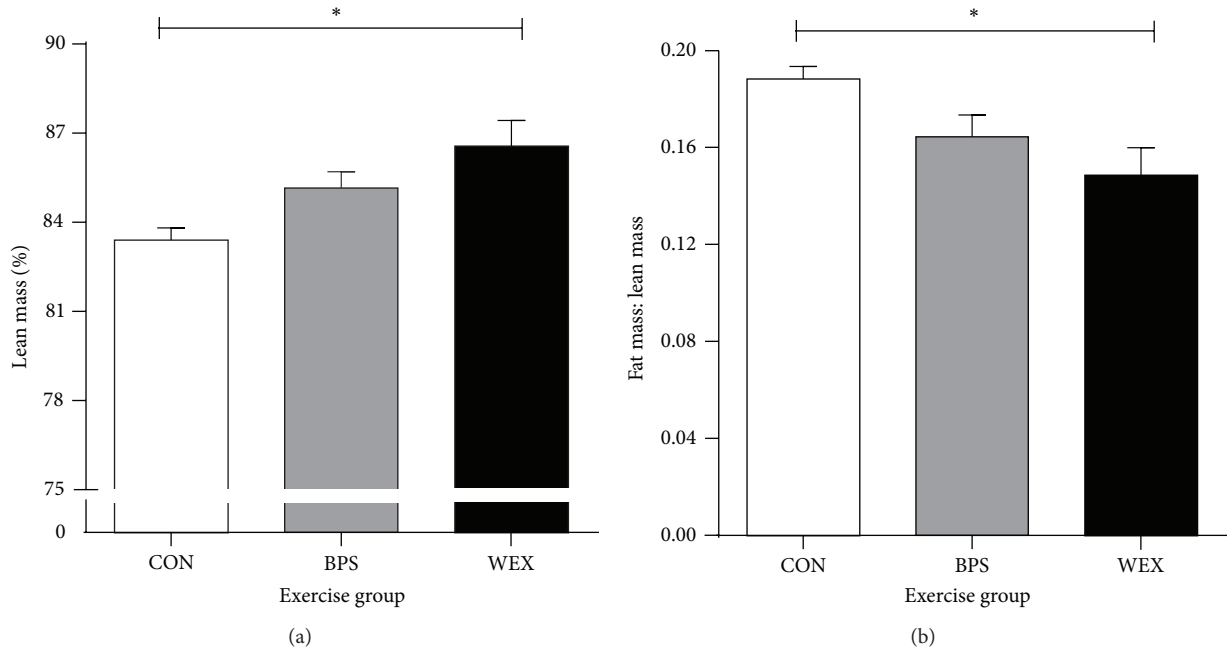 *
90
87
84
81
78
75
0
Lean mass (%)
CON BPS WEX
Exercise group
(a)
*
0.20
0.16
0.12
0.08
0.04
0.00
Fat mass: lean mass
CON BPS WEX
Exercise group
(b)